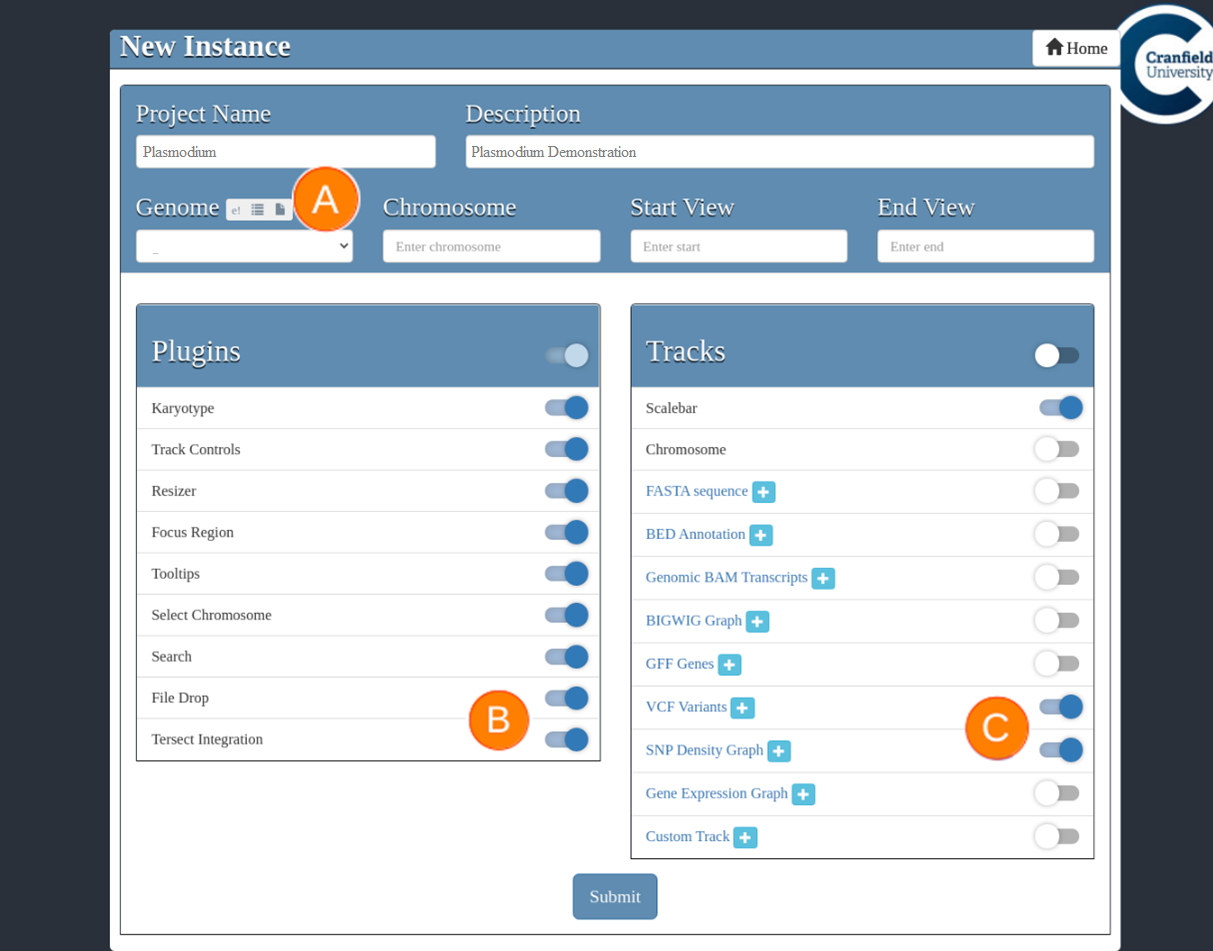 New Instance
Home
Cranfield
University
Project Name
Description
Plasmodium
Plasmodium Demonstration
Genome e! A
Chromosome
Start View
End View
_
Enter chromosome
Enter start
Enter end
Plugins
Karyotype
Track Controls
Resizer
Focus Region
Tooltips
Select Chromosome
Search
File Drop
B
Tersect Integration
Tracks
Scalebar
Chromosome
FASTA sequence +
BED Annotation +
Genomic BAM Transcripts +
BIGWIG Graph +
GFF Genes +
VCF Variants +
C
SNP Density Graph +
Gene Expression Graph +
Custom Track +
Submit